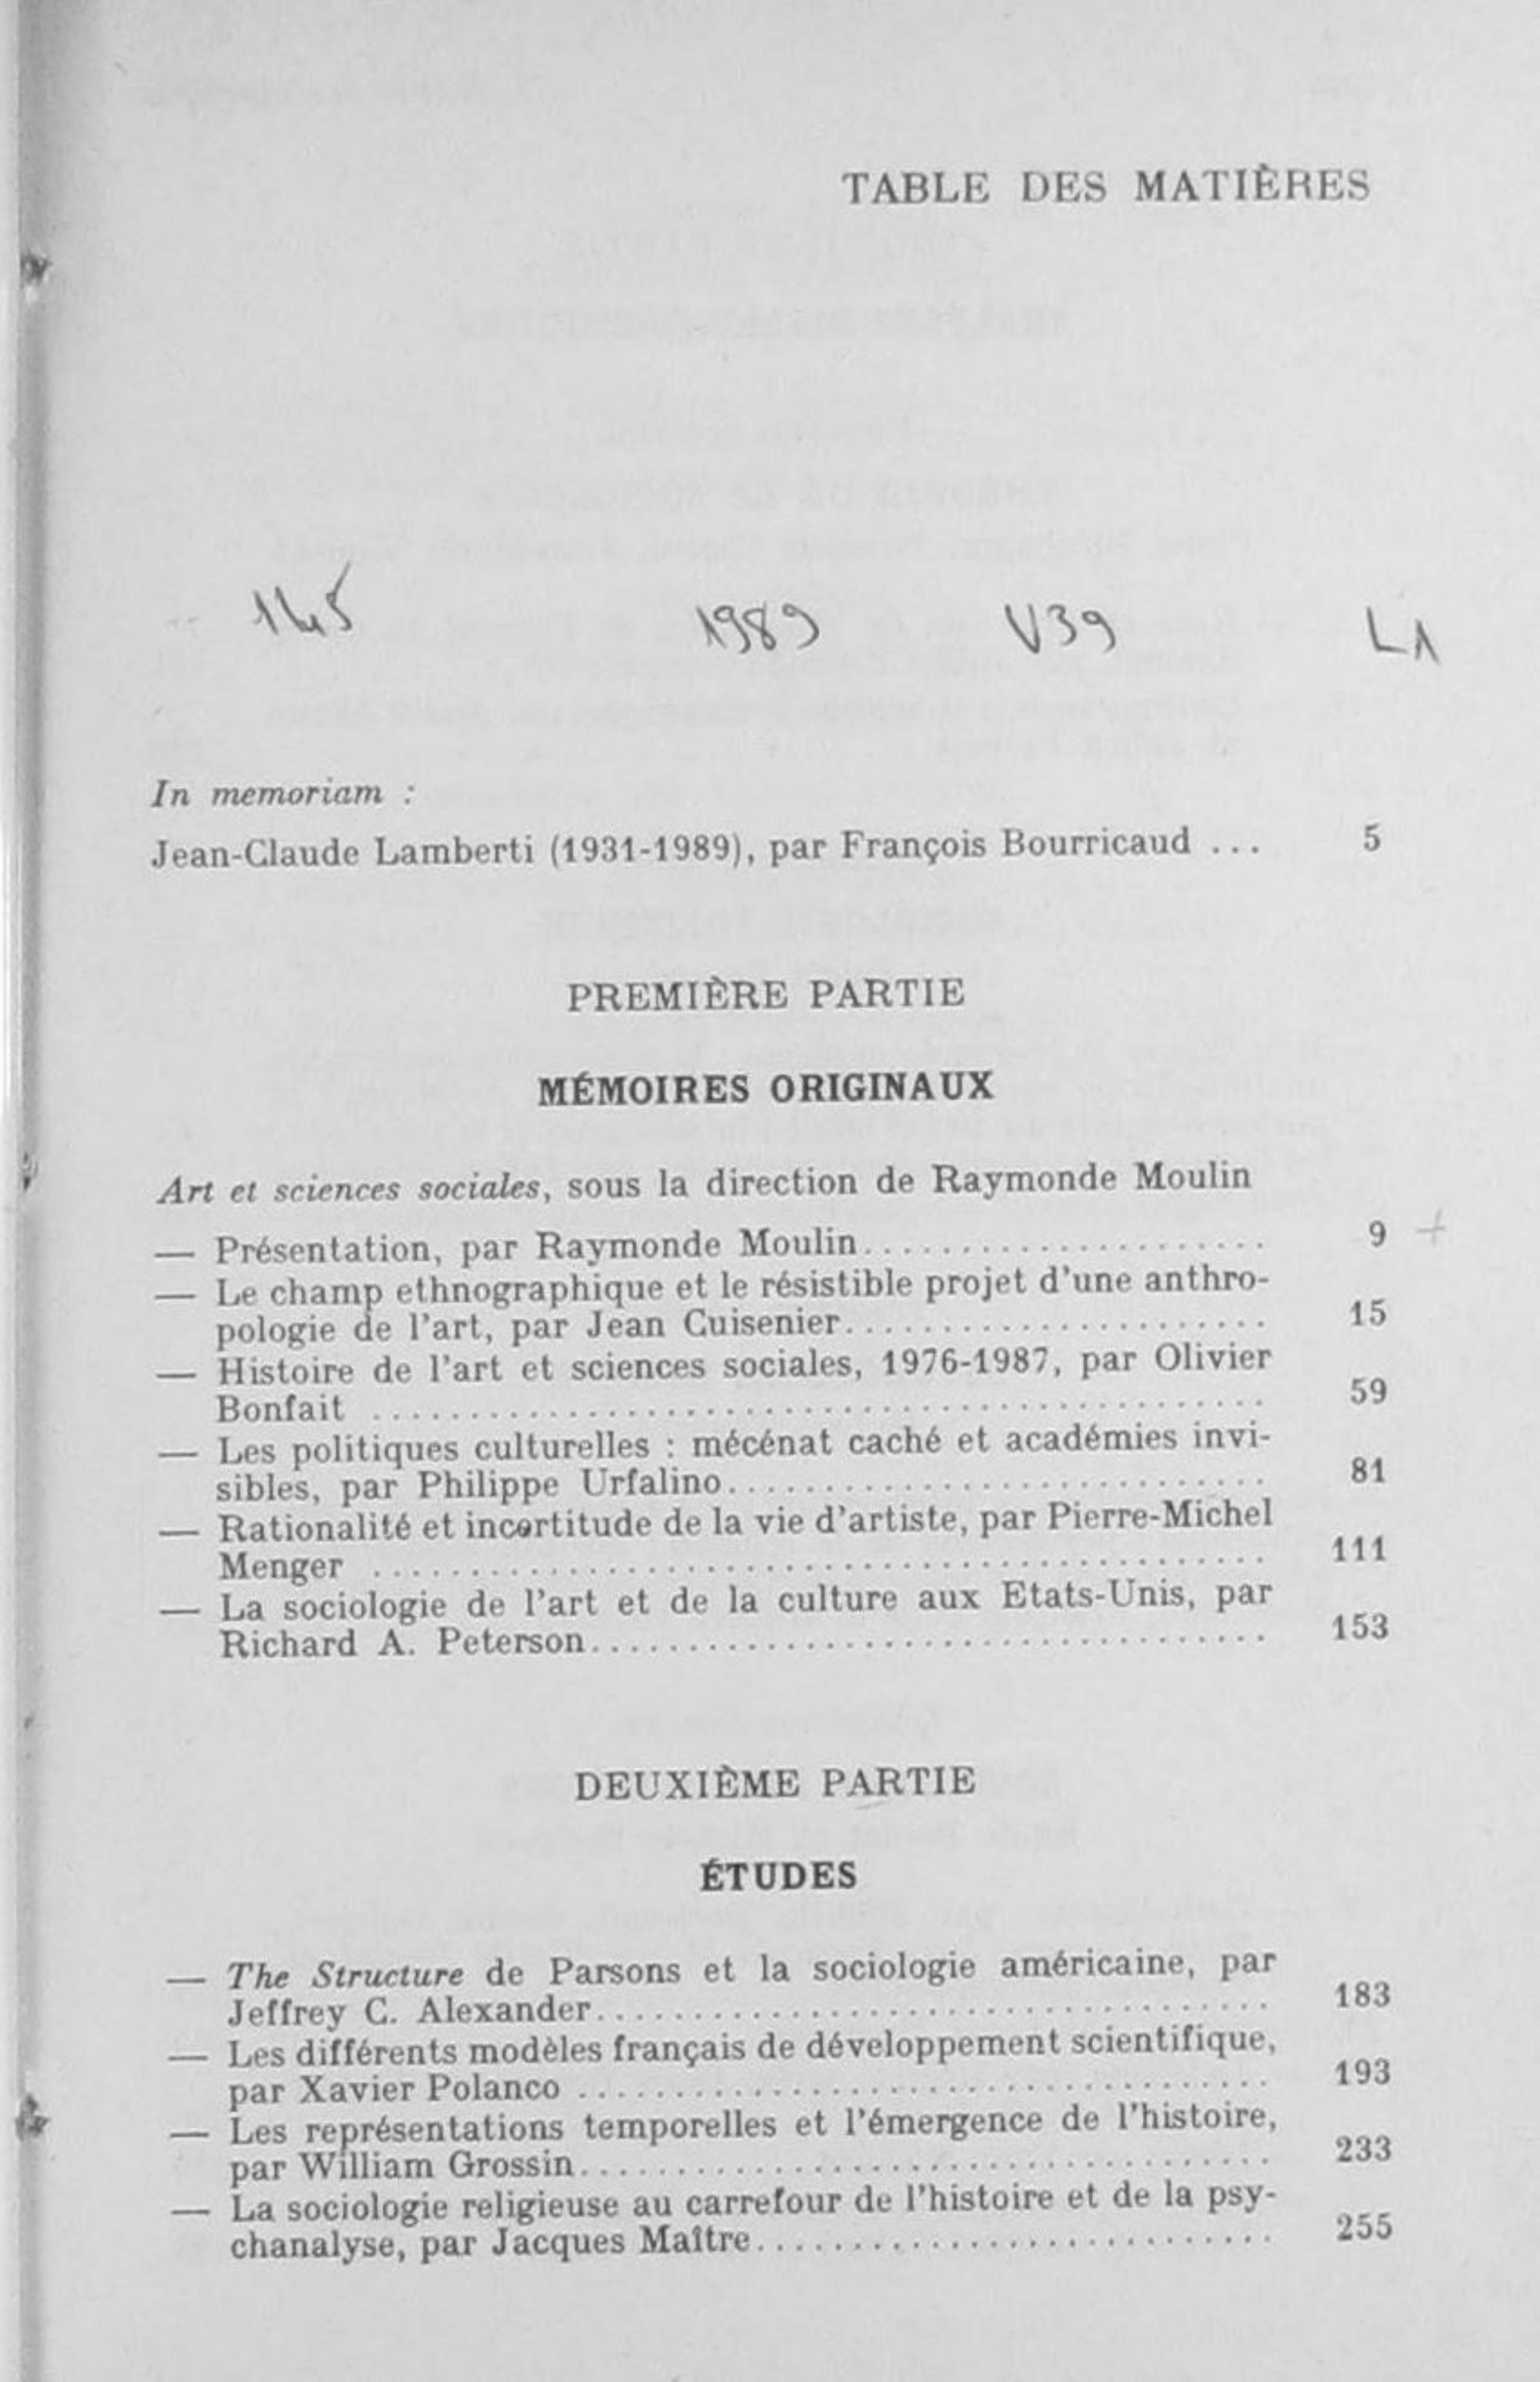 TABLE DES MATIÈRES
145 1989 V39 L1
In memoriam :
Jean-Claude Lamberti (1931-1989), par François Bourricaud ... 5
PREMIÈRE PARTIE
MÉMOIRES ORIGINAUX
Art et sciences sociales, sous la direction de Raymonde Moulin
— Présentation, par Raymonde Moulin..................... 9 +
— Le champ ethnographique et le résistible projet d'une anthro-
pologie de l'art, par Jean Cuisenier...................... 15
— Histoire de l'art et sciences sociales, 1976-1987, par Olivier
Bonfait ............................................... 59
— Les politiques culturelles : mécénat caché et académies invi-
sibles, par Philippe Urfalino............................ 81
— Rationalité et incertitude de la vie d'artiste, par Pierre-Michel
Menger ............................................... 111
— La sociologie de l'art et de la culture aux Etats-Unis, par
Richard A. Peterson................................... 153
DEUXIÈME PARTIE
ÉTUDES
— The Structure de Parsons et la sociologie américaine, par
Jeffrey C. Alexander................................... 183
— Les différents modèles français de développement scientifique,
par Xavier Polanco .................................... 193
— Les représentations temporelles et l'émergence de l'histoire,
par William Grossin.................................... 233
— La sociologie religieuse au carrefour de l'histoire et de la psy-
chanalyse, par Jacques Maître........................... 255